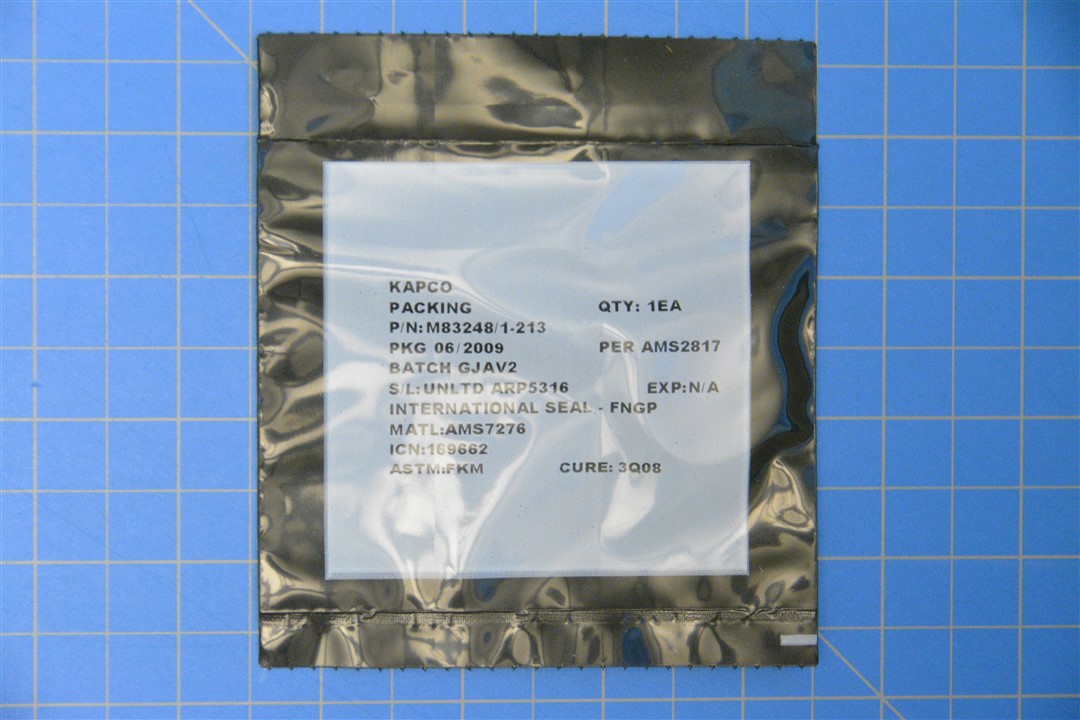 KAPCO
PACKING QTY: 1EA
P/N:M83248/1-213
PKG 06/2009 PER AMS2817
BATCH GJAV2
S/L:UNLTD ARP5316 EXP:N/A
INTERNATIONAL SEAL - FNGP
MATL:AMS7276
ICN:169662
ASTM:FKM CURE: 3Q08